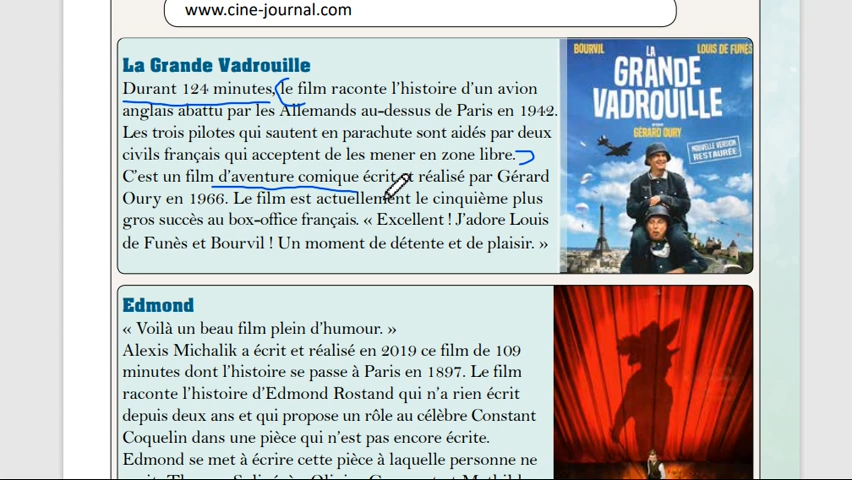 www.cine-journal.com
La Grande Vadrouille
Durant 124 minutes, le film raconte l’histoire d’un avion
anglais abattu par les Allemands au-dessus de Paris en 1942.
Les trois pilotes qui sautent en parachute sont aidés par deux
civils français qui acceptent de les mener en zone libre.
C’est un film d’aventure comique écrit et réalisé par Gérard
Oury en 1966. Le film est actuellement le cinquième plus
gros succès au box-office français. « Excellent ! J’adore Louis
de Funès et Bourvil ! Un moment de détente et de plaisir. »
BOURVIL
LOUIS DE FUNÈS
LA
GRANDE
VADROUILLE
GÉRARD OURY
NOUVELLE VERSION
RESTAURÉE
Edmond
« Voilà un beau film plein d’humour. »
Alexis Michalik a écrit et réalisé en 2019 ce film de 109
minutes dont l’histoire se passe à Paris en 1897. Le film
raconte l’histoire d’Edmond Rostand qui n’a rien écrit
depuis deux ans et qui propose un rôle au célèbre Constant
Coquelin dans une pièce qui n’est pas encore écrite.
Edmond se met à écrire cette pièce à laquelle personne ne